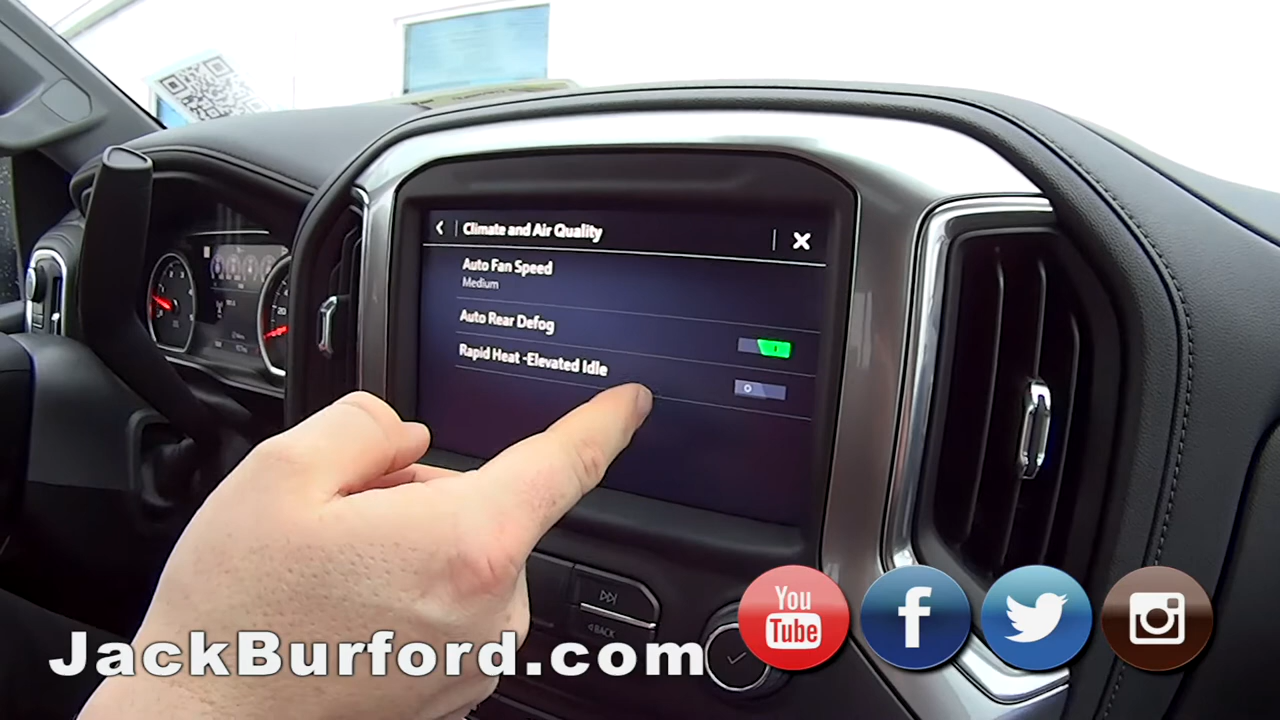 Climate and Air Quality
Auto Fan Speed
Medium
Auto Rear Defog
Rapid Heat -Elevated Idle
BACK
JackBurford.com
You
Tube